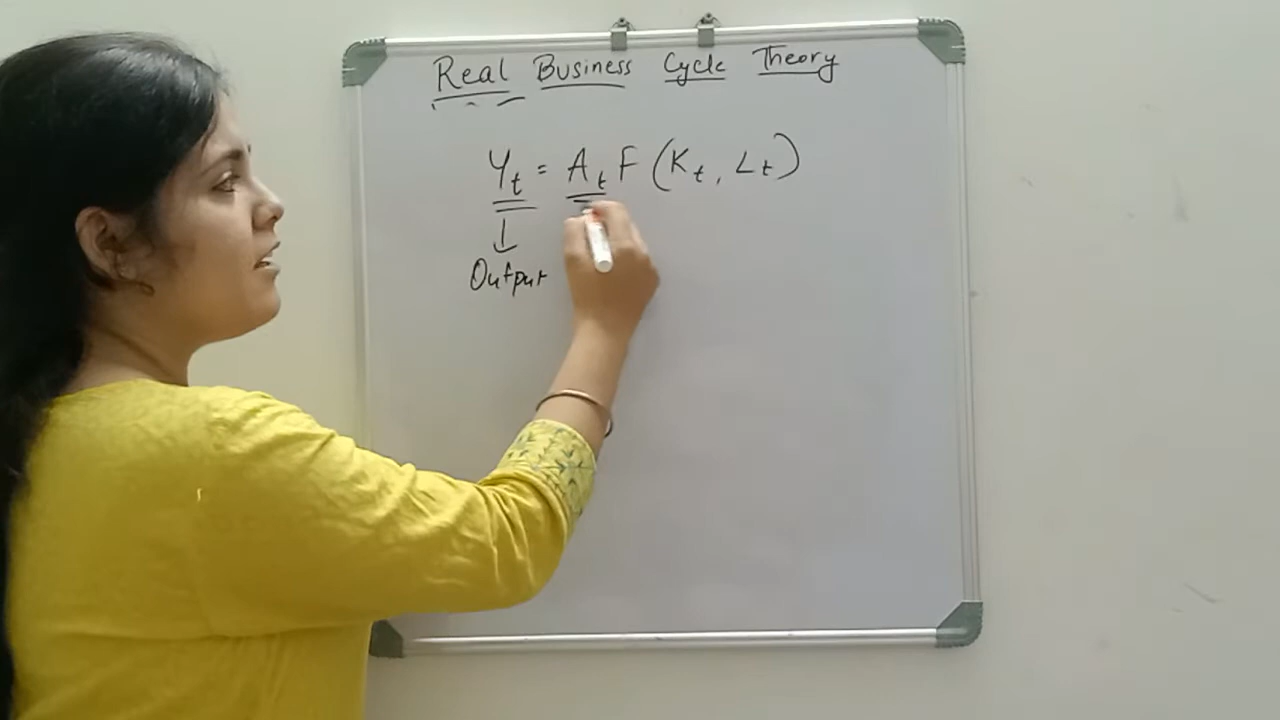 Real Business Cycle Theory
Yt = At F (Kt, Lt)
Output